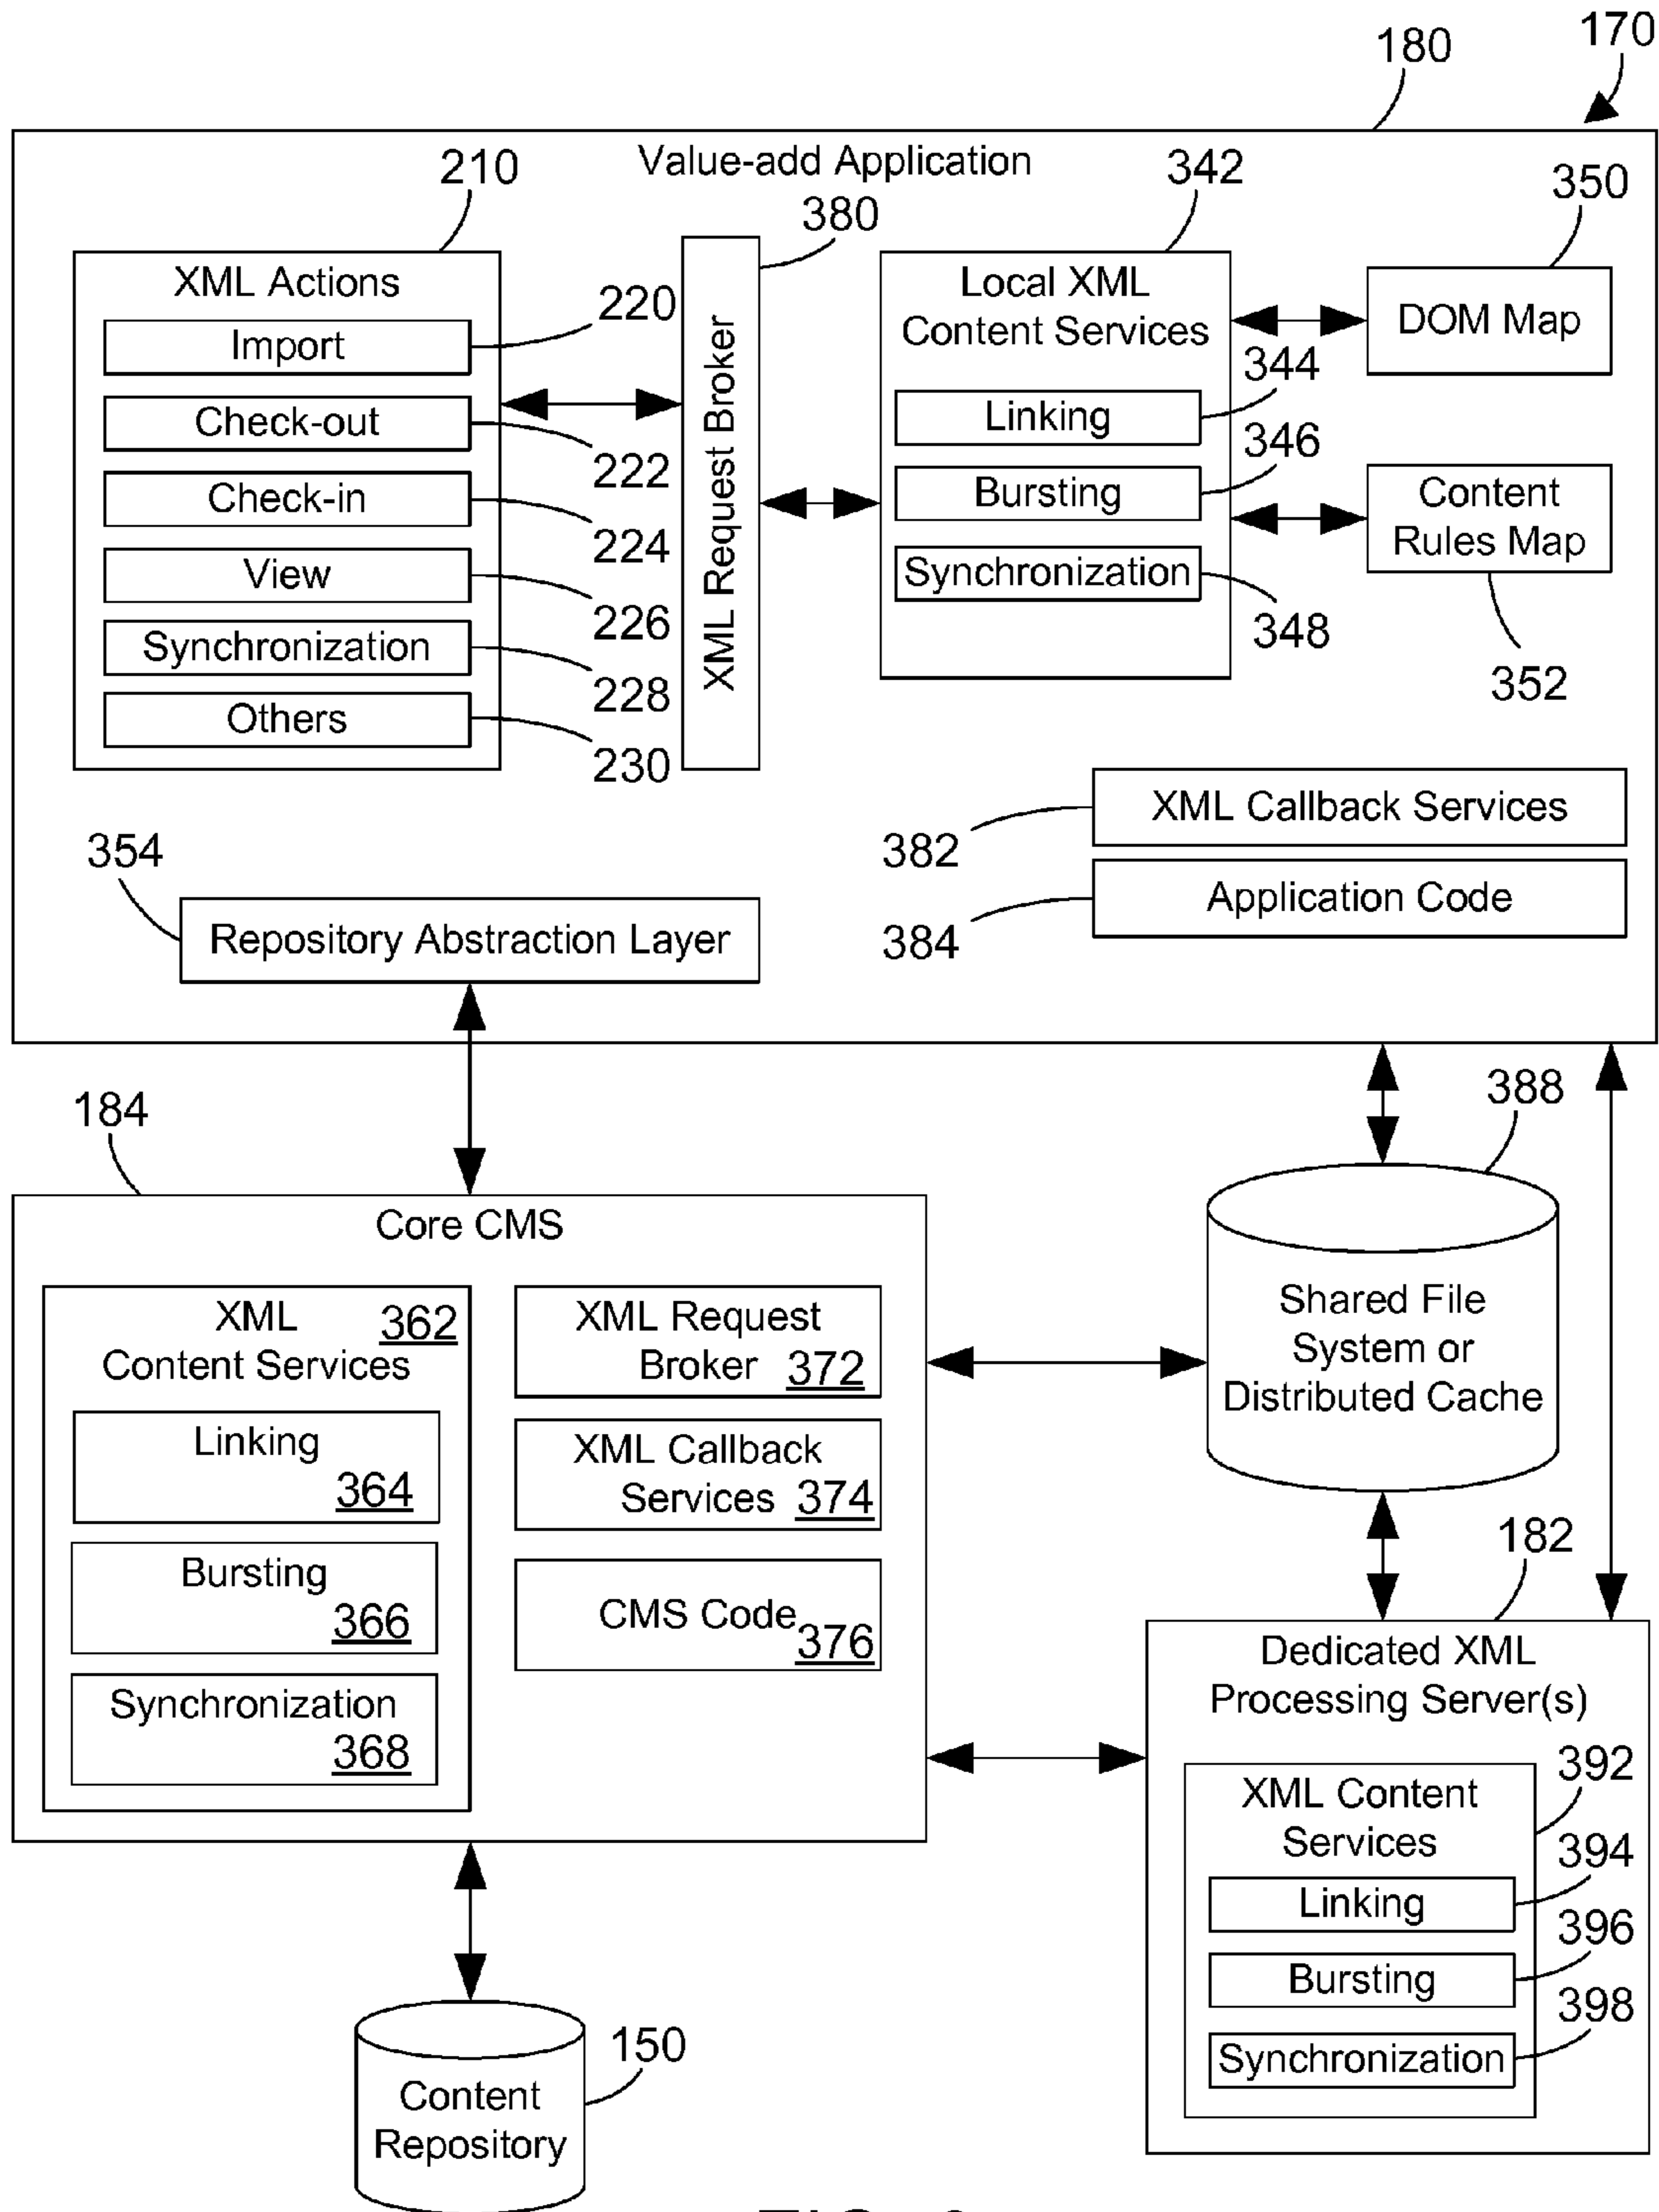 170
180
Value-add Application
210
342
350
380
XML Actions
Import
220
Check-out
222
Check-in
224
View
226
Synchronization
228
Others
230
XML Request Broker
Local XML
Content Services
344
Linking
346
Bursting
Synchronization
348
DOM Map
Content
Rules Map
352
XML Callback Services
382
Application Code
384
354
Repository Abstraction Layer
184
388
Core CMS
XML 362
Content Services
Linking
364
Bursting
366
Synchronization
368
XML Request
Broker 372
XML Callback
Services 374
CMS Code
376
Shared File
System or
Distributed Cache
182
Dedicated XML
Processing Server(s)
392
XML Content
Services
394
Linking
396
Bursting
398
Synchronization
150
Content
Repository